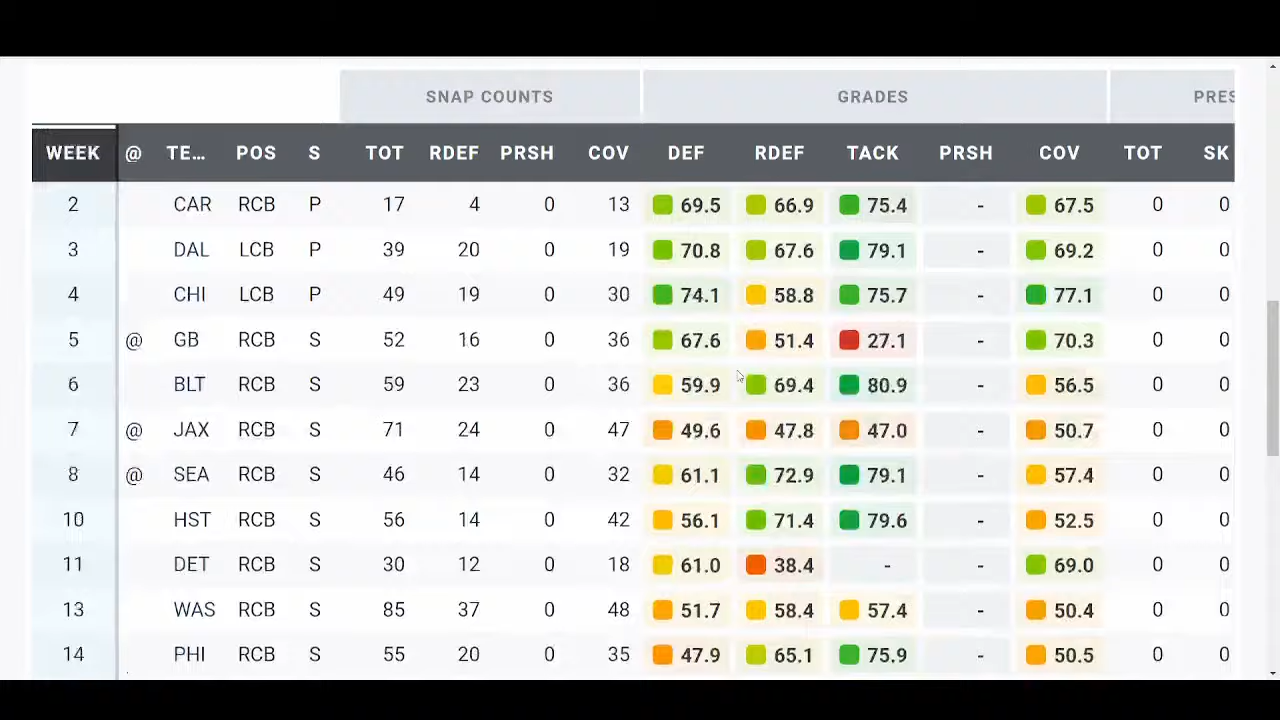 SNAP COUNTS GRADES PRES
WEEK @ TE... POS S TOT RDEF PRSH COV DEF RDEF TACK PRSH COV TOT SK
2 CAR RCB P 17 4 0 13 69.5 66.9 75.4 - 67.5 0 0
3 DAL LCB P 39 20 0 19 70.8 67.6 79.1 - 69.2 0 0
4 CHI LCB P 49 19 0 30 74.1 58.8 75.7 - 77.1 0 0
5 @ GB RCB S 52 16 0 36 67.6 51.4 27.1 - 70.3 0 0
6 BLT RCB S 59 23 0 36 59.9 69.4 80.9 - 56.5 0 0
7 @ JAX RCB S 71 24 0 47 49.6 47.8 47.0 - 50.7 0 0
8 @ SEA RCB S 46 14 0 32 61.1 72.9 79.1 - 57.4 0 0
10 HST RCB S 56 14 0 42 56.1 71.4 79.6 - 52.5 0 0
11 DET RCB S 30 12 0 18 61.0 38.4 - - 69.0 0 0
13 WAS RCB S 85 37 0 48 51.7 58.4 57.4 - 50.4 0 0
14 PHI RCB S 55 20 0 35 47.9 65.1 75.9 - 50.5 0 0